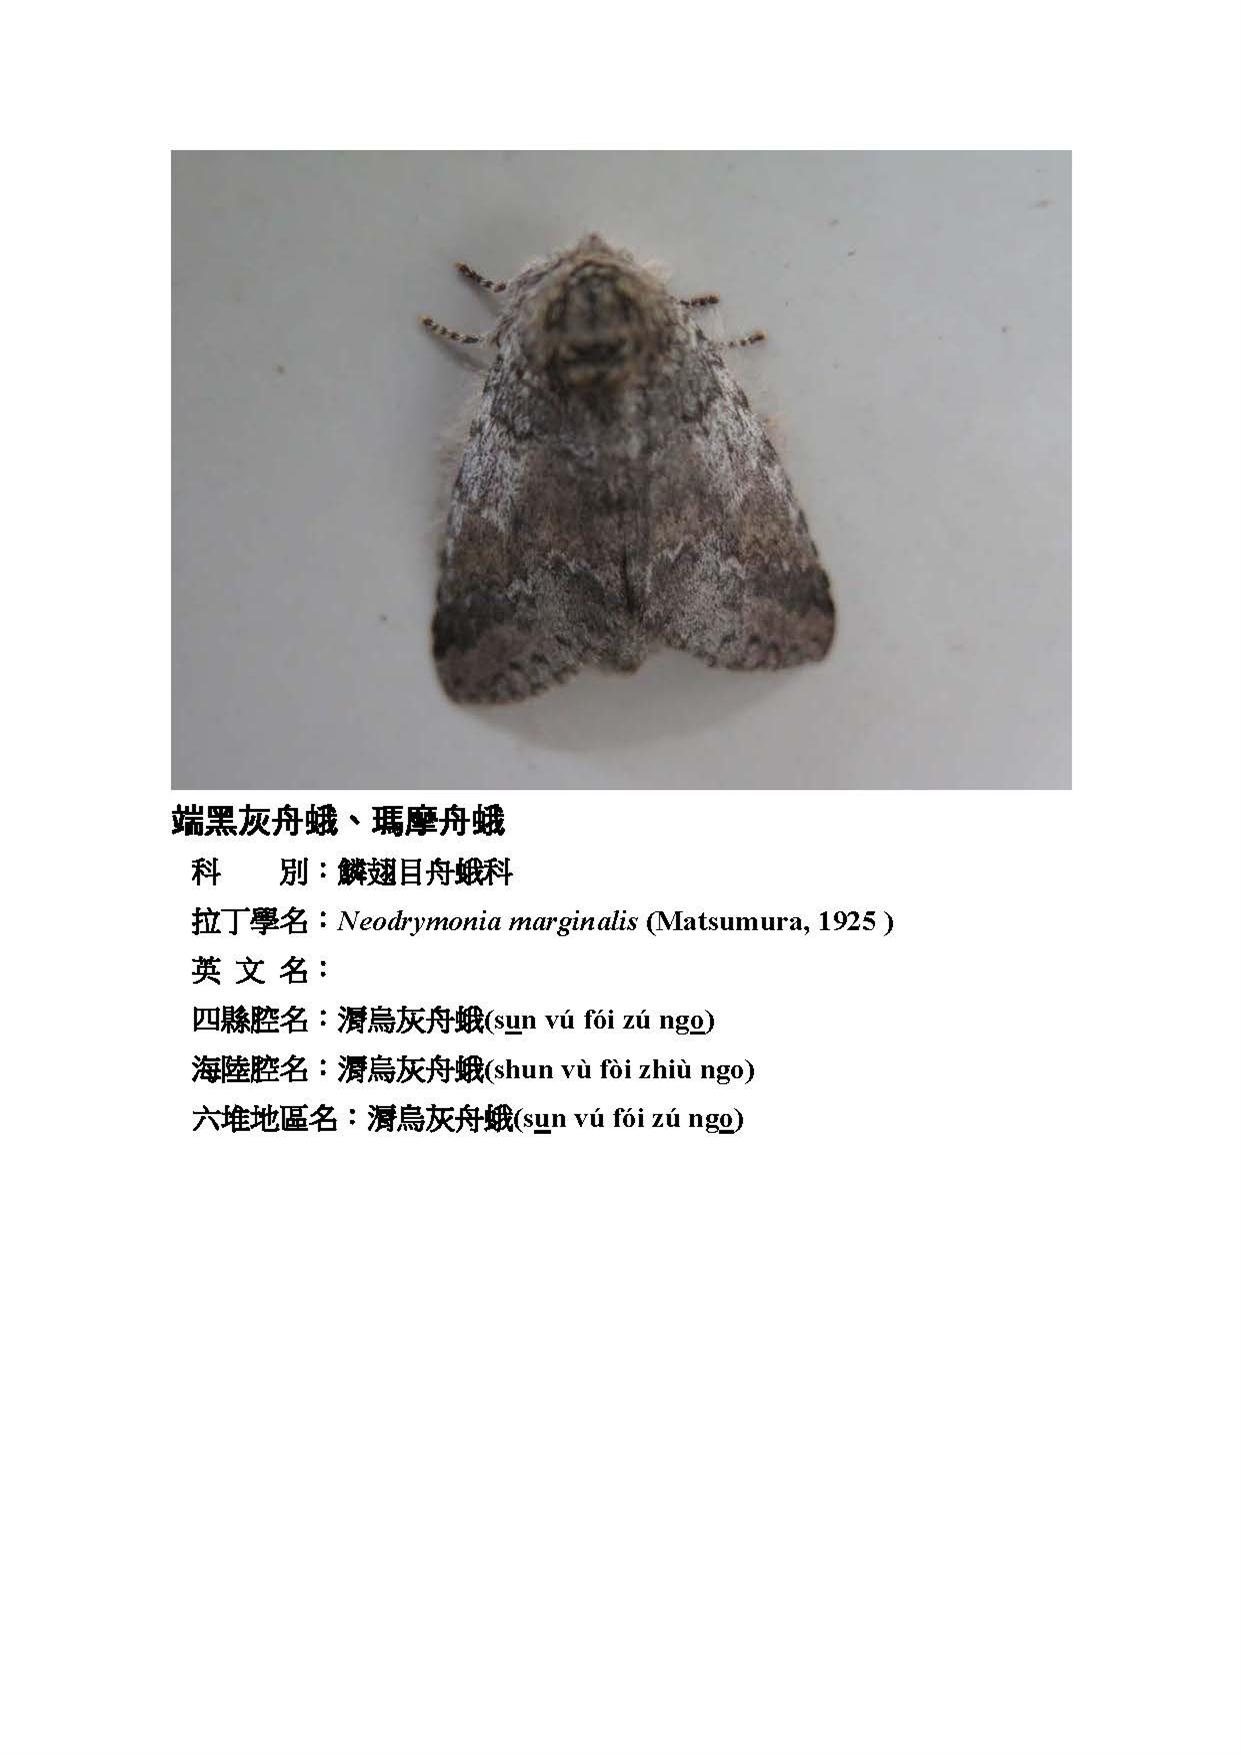 端黑灰舟蛾、瑪摩舟蛾
科　　別：鱗翅目舟蛾科
拉丁學名：Neodrymonia marginalis (Matsumura, 1925 )
英 文 名：
四縣腔名：漘烏灰舟蛾(sun vú fói zú ngo)
海陸腔名：漘烏灰舟蛾(shun vù fòi zhiù ngo)
六堆地區名：漘烏灰舟蛾(sun vú fói zú ngo)